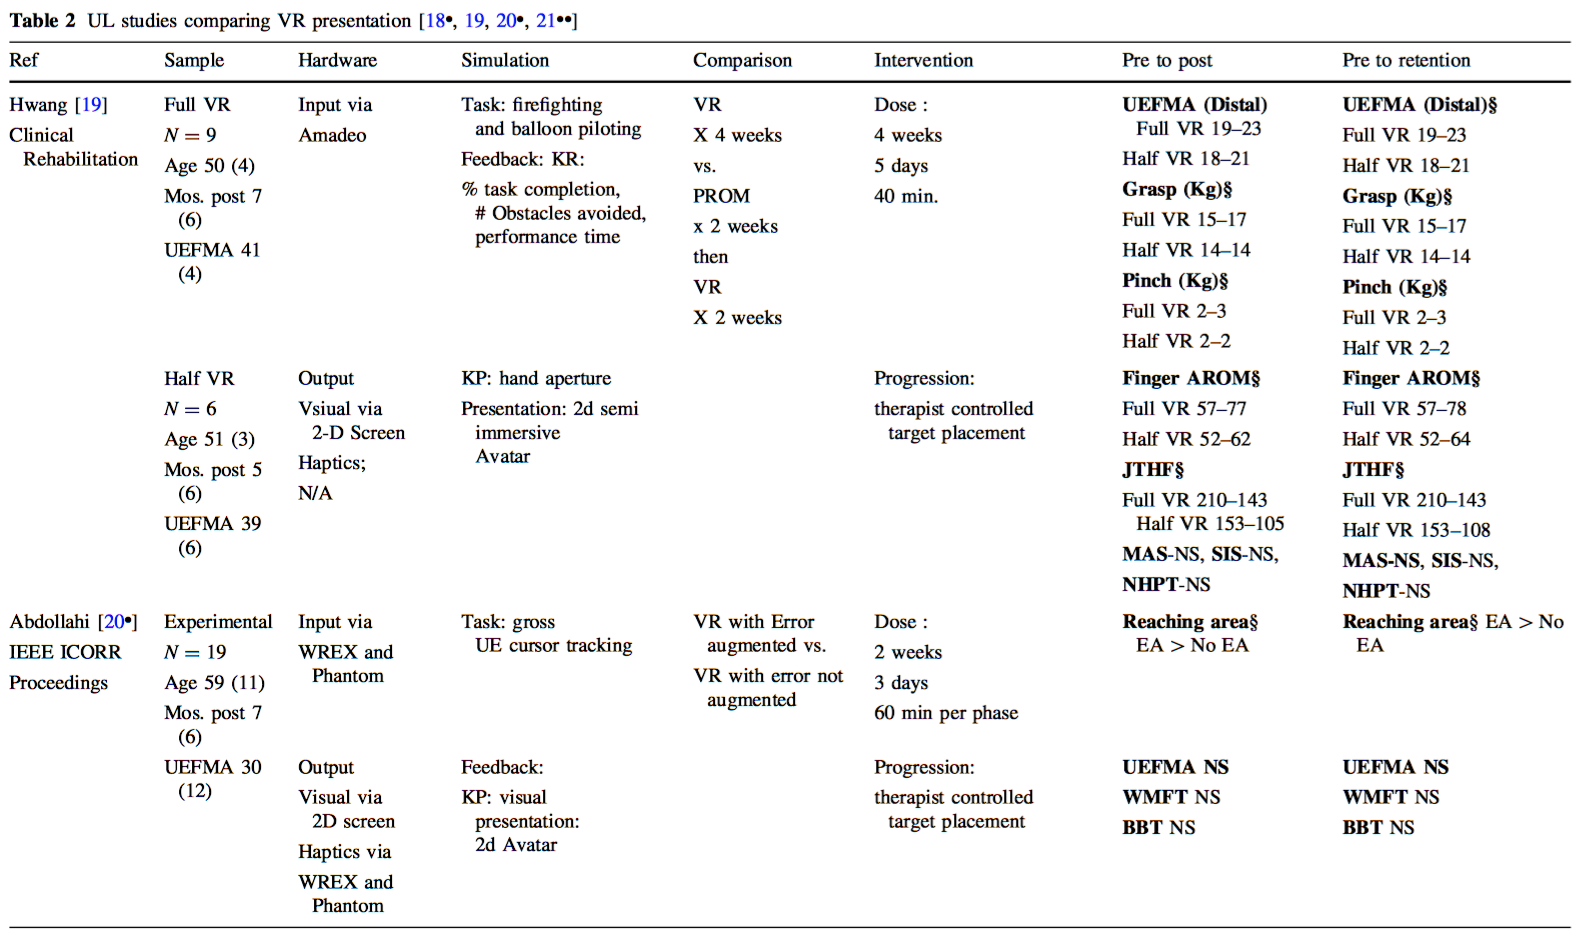 Table 2 UL studies comparing VR presentation [18•, 19, 20•, 21••]
Ref Sample Hardware Simulation Comparison Intervention Pre to post Pre to retention
Hwang [19]
Clinical
Rehabilitation
Full VR
N = 9
Age 50 (4)
Mos. post 7
(6)
UEFMA 41
(4)
Input via
Amadeo
Task: firefighting
and balloon piloting
Feedback: KR:
% task completion,
# Obstacles avoided,
performance time
VR
X 4 weeks
vs.
PROM
x 2 weeks
then
VR
X 2 weeks
Dose :
4 weeks
5 days
40 min.
UEFMA (Distal)
Full VR 19–23
Half VR 18–21
Grasp (Kg)§
Full VR 15–17
Half VR 14–14
Pinch (Kg)§
Full VR 2–3
Half VR 2–2
UEFMA (Distal)§
Full VR 19–23
Half VR 18–21
Grasp (Kg)§
Full VR 15–17
Half VR 14–14
Pinch (Kg)§
Full VR 2–3
Half VR 2–2
Half VR
N = 6
Age 51 (3)
Mos. post 5
(6)
UEFMA 39
(6)
Output
Vsiual via
2-D Screen
Haptics;
N/A
KP: hand aperture
Presentation: 2d semi
immersive
Avatar
Progression:
therapist controlled
target placement
Finger AROM§
Full VR 57–77
Half VR 52–62
JTHF§
Full VR 210–143
Half VR 153–105
MAS-NS, SIS-NS,
NHPT-NS
Finger AROM§
Full VR 57–78
Half VR 52–64
JTHF§
Full VR 210–143
Half VR 153–108
MAS-NS, SIS-NS,
NHPT-NS
Abdollahi [20•]
IEEE ICORR
Proceedings
Experimental
N = 19
Age 59 (11)
Mos. post 7
(6)
UEFMA 30
(12)
Input via
WREX and
Phantom
Task: gross
UE cursor tracking
VR with Error
augmented vs.
VR with error not
augmented
Dose :
2 weeks
3 days
60 min per phase
Reaching area§
EA > No EA
Reaching area§ EA > No
EA
Output
Visual via
2D screen
Haptics via
WREX and
Phantom
Feedback:
KP: visual
presentation:
2d Avatar
Progression:
therapist controlled
target placement
UEFMA NS
WMFT NS
BBT NS
UEFMA NS
WMFT NS
BBT NS